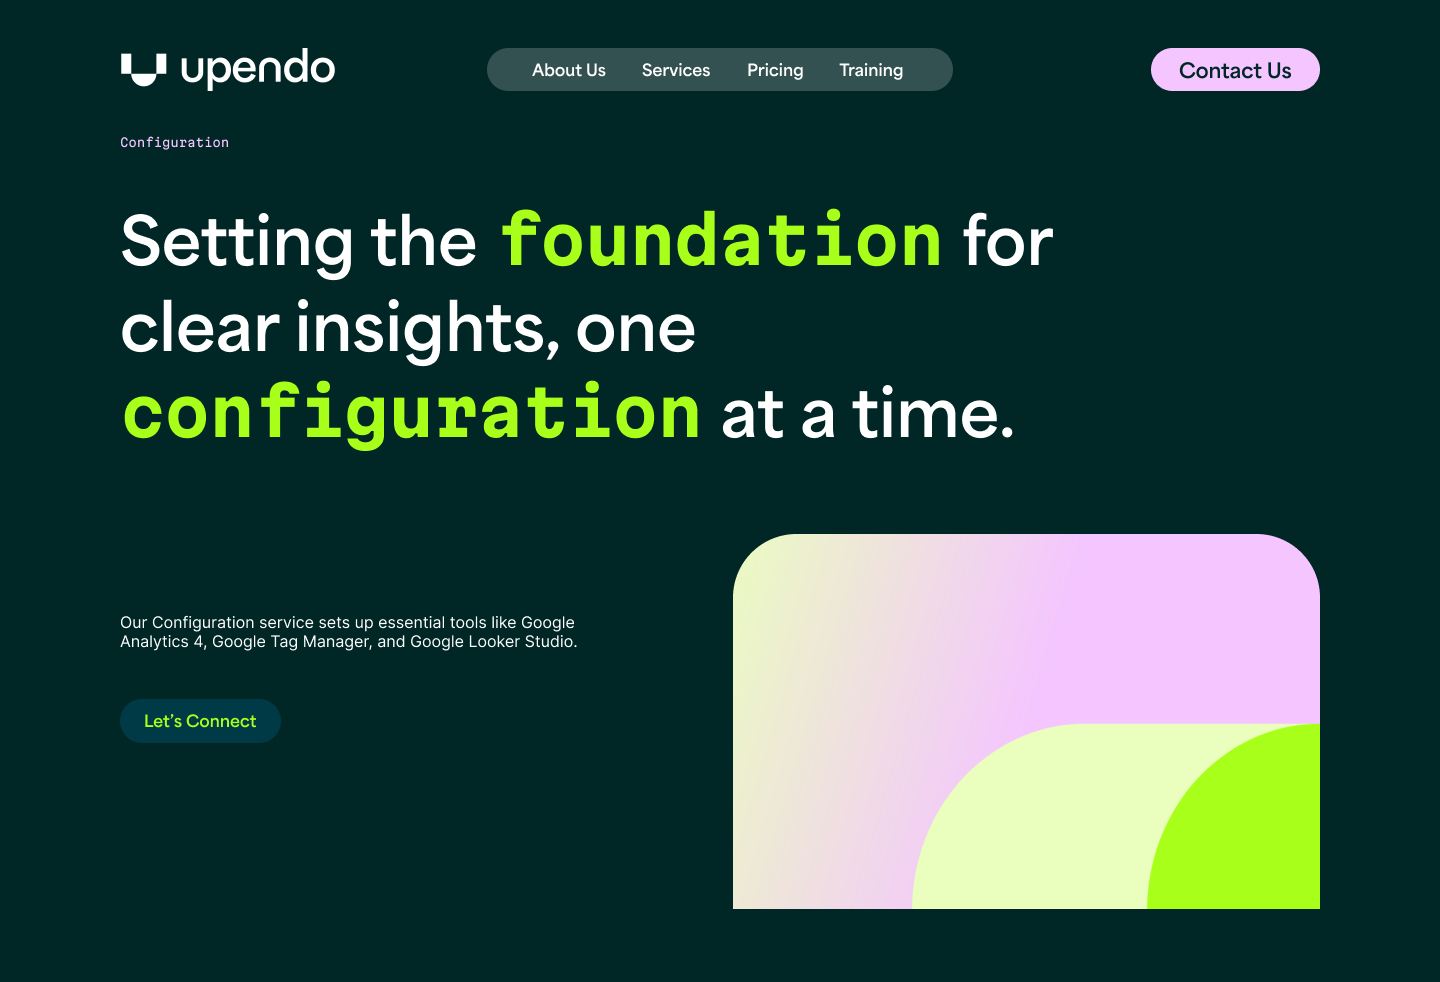 upendo
About Us Services Pricing Training
Contact Us
Configuration
Setting the foundation for
clear insights, one
configuration at a time.
Our Configuration service sets up essential tools like Google
Analytics 4, Google Tag Manager, and Google Looker Studio.
Let’s Connect